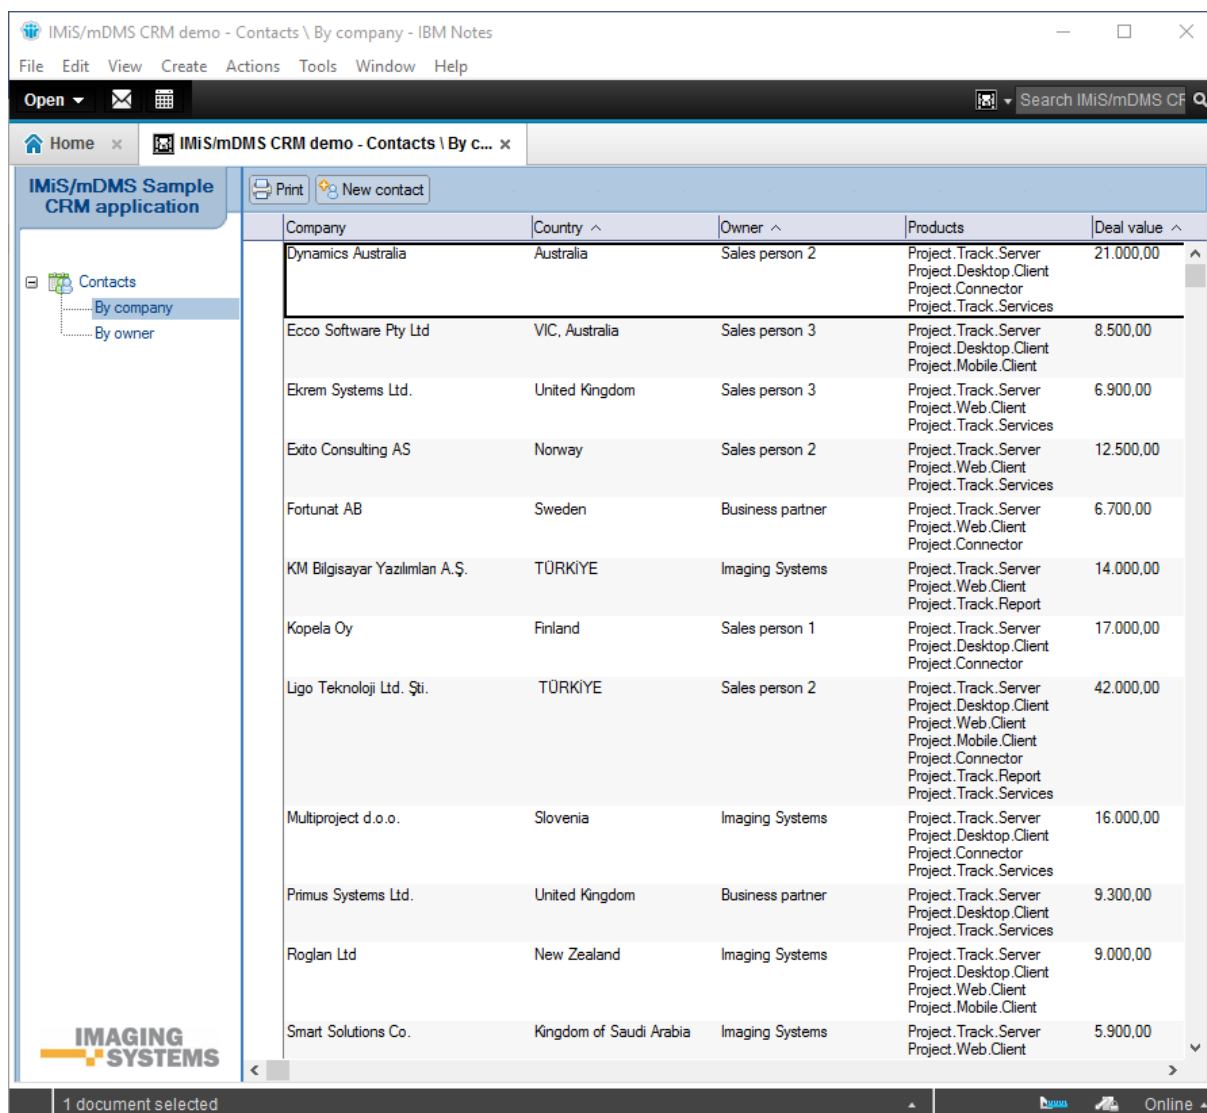 IMiS/mDMS CRM demo - Contacts \ By company - IBM Notes
File Edit View Create Actions Tools Window Help
Open
Search IMiS/mDMS CF
Home
IMiS/mDMS CRM demo - Contacts \ By c...
IMiS/mDMS Sample
CRM application
Print New contact
Company Country Owner Products Deal value
Contacts
By company
By owner
Dynamics Australia Australia Sales person 2 Project.Track.Server 21.000,00
Project.Desktop.Client
Project.Connector
Project.Track.Services
Ecco Software Pty Ltd VIC, Australia Sales person 3 Project.Track.Server 8.500,00
Project.Desktop.Client
Project.Mobile.Client
Ekrem Systems Ltd. United Kingdom Sales person 3 Project.Track.Server 6.900,00
Project.Web.Client
Project.Track.Services
Exito Consulting AS Norway Sales person 2 Project.Track.Server 12.500,00
Project.Web.Client
Project.Track.Services
Fortunat AB Sweden Business partner Project.Track.Server 6.700,00
Project.Web.Client
Project.Connector
KM Bilgisayar Yazılımları A.Ş. TÜRKİYE Imaging Systems Project.Track.Server 14.000,00
Project.Web.Client
Project.Track.Report
Kopela Oy Finland Sales person 1 Project.Track.Server 17.000,00
Project.Desktop.Client
Project.Connector
Ligo Teknoloji Ltd. Şti. TÜRKİYE Sales person 2 Project.Track.Server 42.000,00
Project.Desktop.Client
Project.Web.Client
Project.Mobile.Client
Project.Connector
Project.Track.Report
Project.Track.Services
Multiproject d.o.o. Slovenia Imaging Systems Project.Track.Server 16.000,00
Project.Desktop.Client
Project.Connector
Project.Track.Services
Primus Systems Ltd. United Kingdom Business partner Project.Track.Server 9.300,00
Project.Desktop.Client
Project.Track.Services
Roglan Ltd New Zealand Imaging Systems Project.Track.Server 9.000,00
Project.Desktop.Client
Project.Web.Client
Project.Mobile.Client
Smart Solutions Co. Kingdom of Saudi Arabia Imaging Systems Project.Track.Server 5.900,00
Project.Web.Client
IMAGING
SYSTEMS
1 document selected
Online